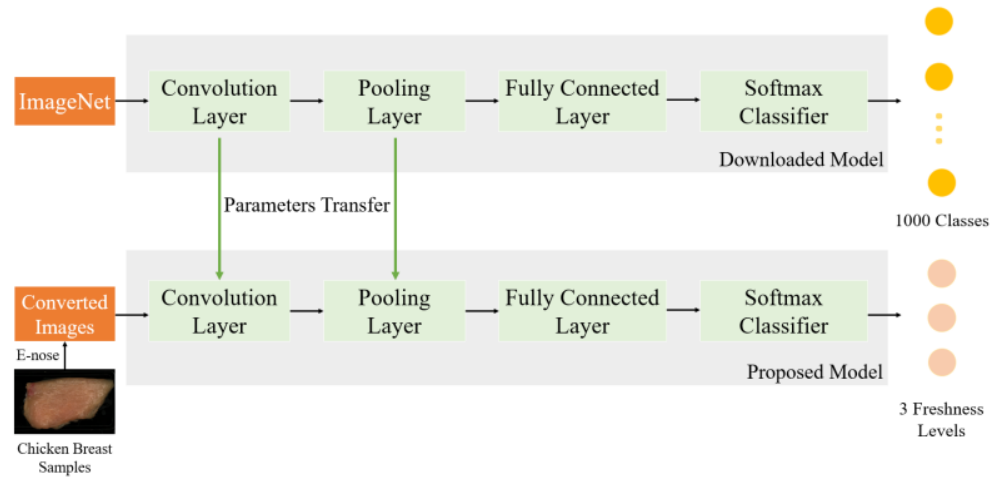 ImageNet
Convolution
Layer
Pooling
Layer
Fully Connected
Layer
Softmax
Classifier
Downloaded Model
1000 Classes
Parameters Transfer
Converted
Images
Convolution
Layer
Pooling
Layer
Fully Connected
Layer
Softmax
Classifier
Proposed Model
3 Freshness
Levels
E-nose
Chicken Breast
Samples